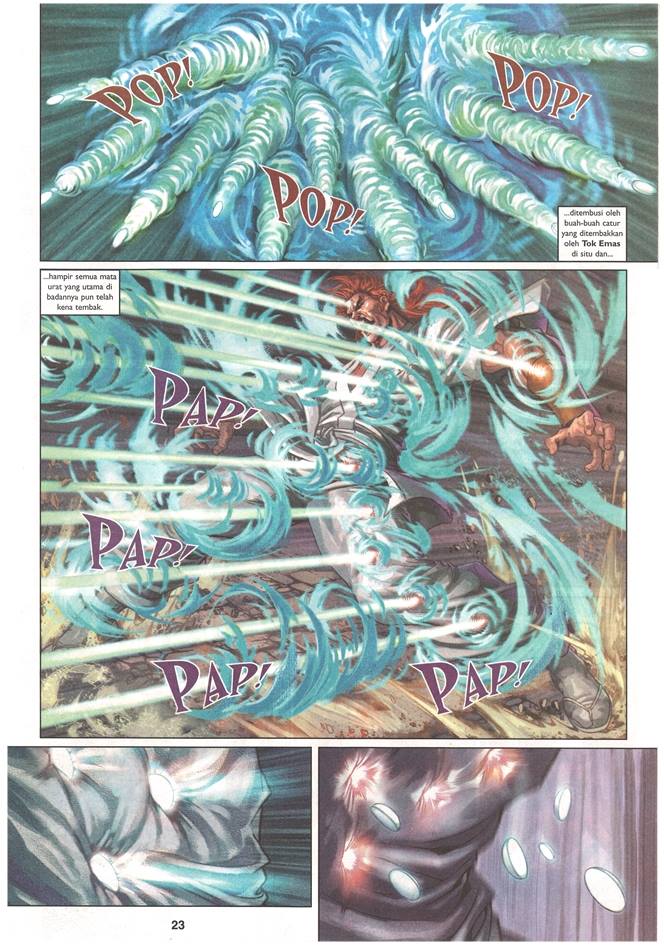 POP!
POP!
POP!
...ditembusi oleh
buah-buah catur
yang ditembakkan
oleh Tok Emas
di situ dan...
...hampir semua mata
urat yang utama di
badannya pun telah
kena tembak.
PAP!
PAP!
PAP!
PAP!
23